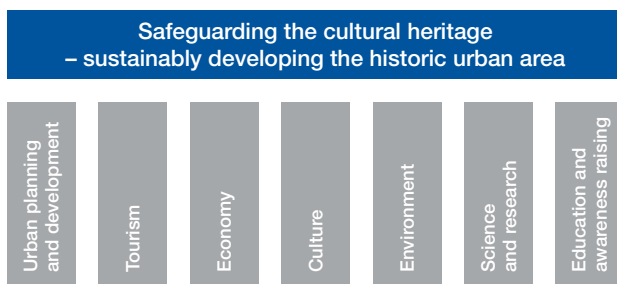 Safeguarding the cultural heritage
– sustainably developing the historic urban area
Urban planning
and development
Tourism
Economy
Culture
Environment
Science
and research
Education and
awareness raising